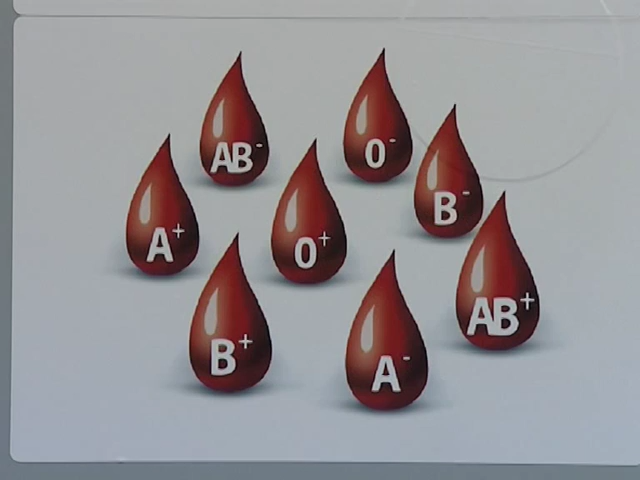 AB-
O-
B-
A+
O+
AB+
B+
A-